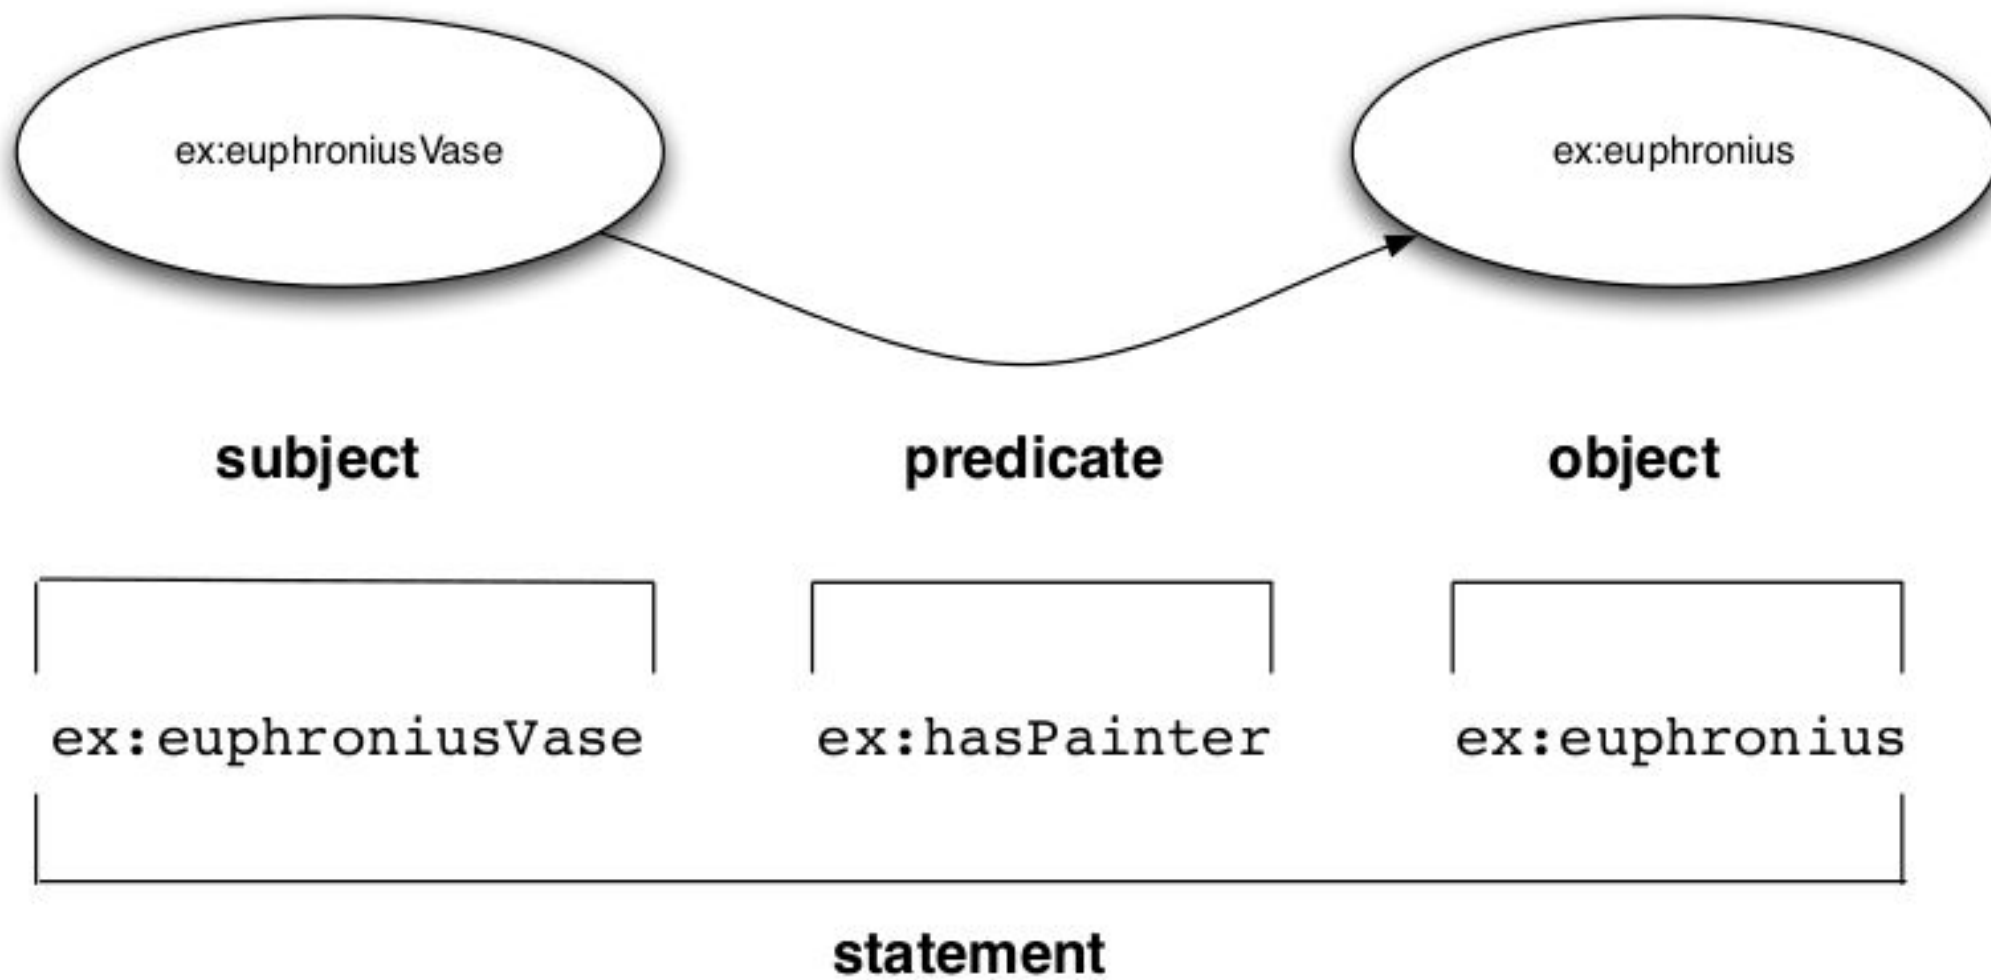 ex:euphroniusVase ex:euphronius
subject predicate object
ex:euphroniusVase ex:hasPainter ex:euphronius
statement